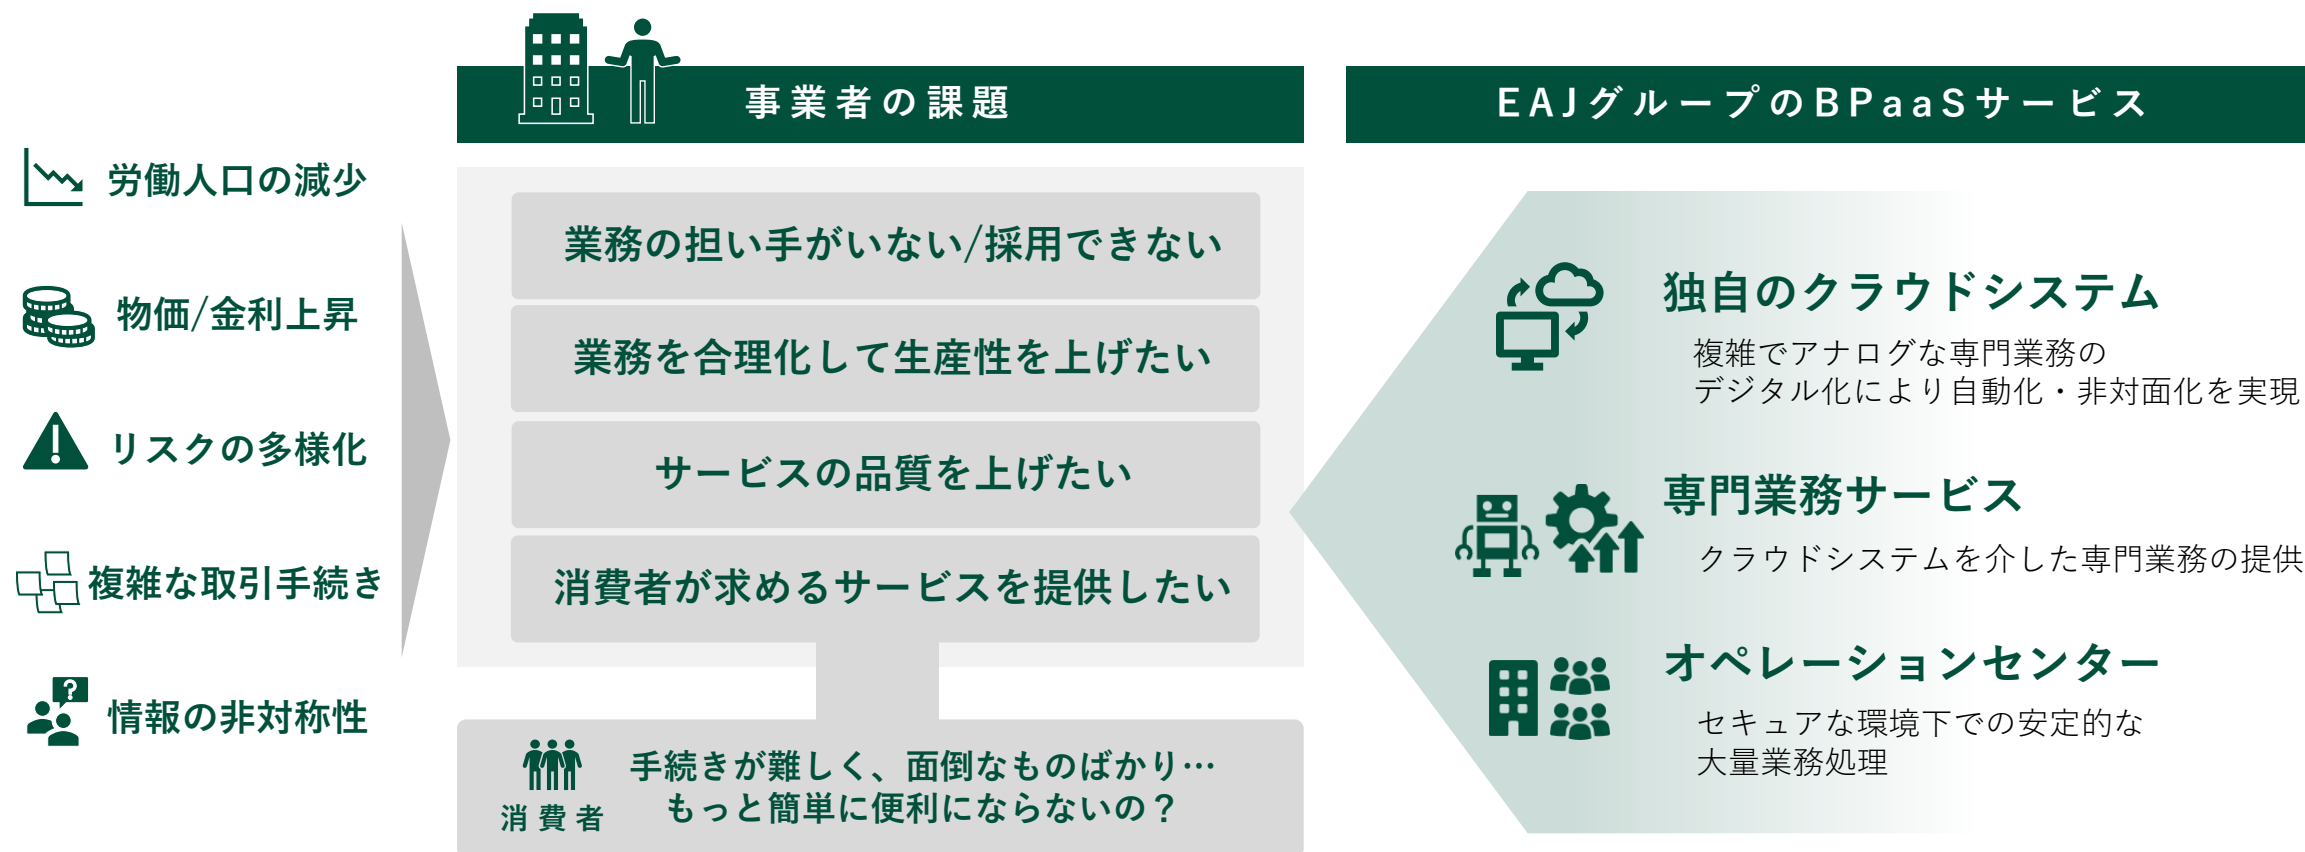 事業者の課題
EAJグループのBPaaSサービス
労働人口の減少
物価/金利上昇
リスクの多様化
複雑な取引手続き
情報の非対称性
業務の担い手がいない/採用できない
業務を合理化して生産性を上げたい
サービスの品質を上げたい
消費者が求めるサービスを提供したい
消費者
手続きが難しく、面倒なものばかり…
もっと簡単に便利にならないの？
独自のクラウドシステム
複雑でアナログな専門業務の
デジタル化により自動化・非対面化を実現
専門業務サービス
クラウドシステムを介した専門業務の提供
オペレーションセンター
セキュアな環境下での安定的な
大量業務処理